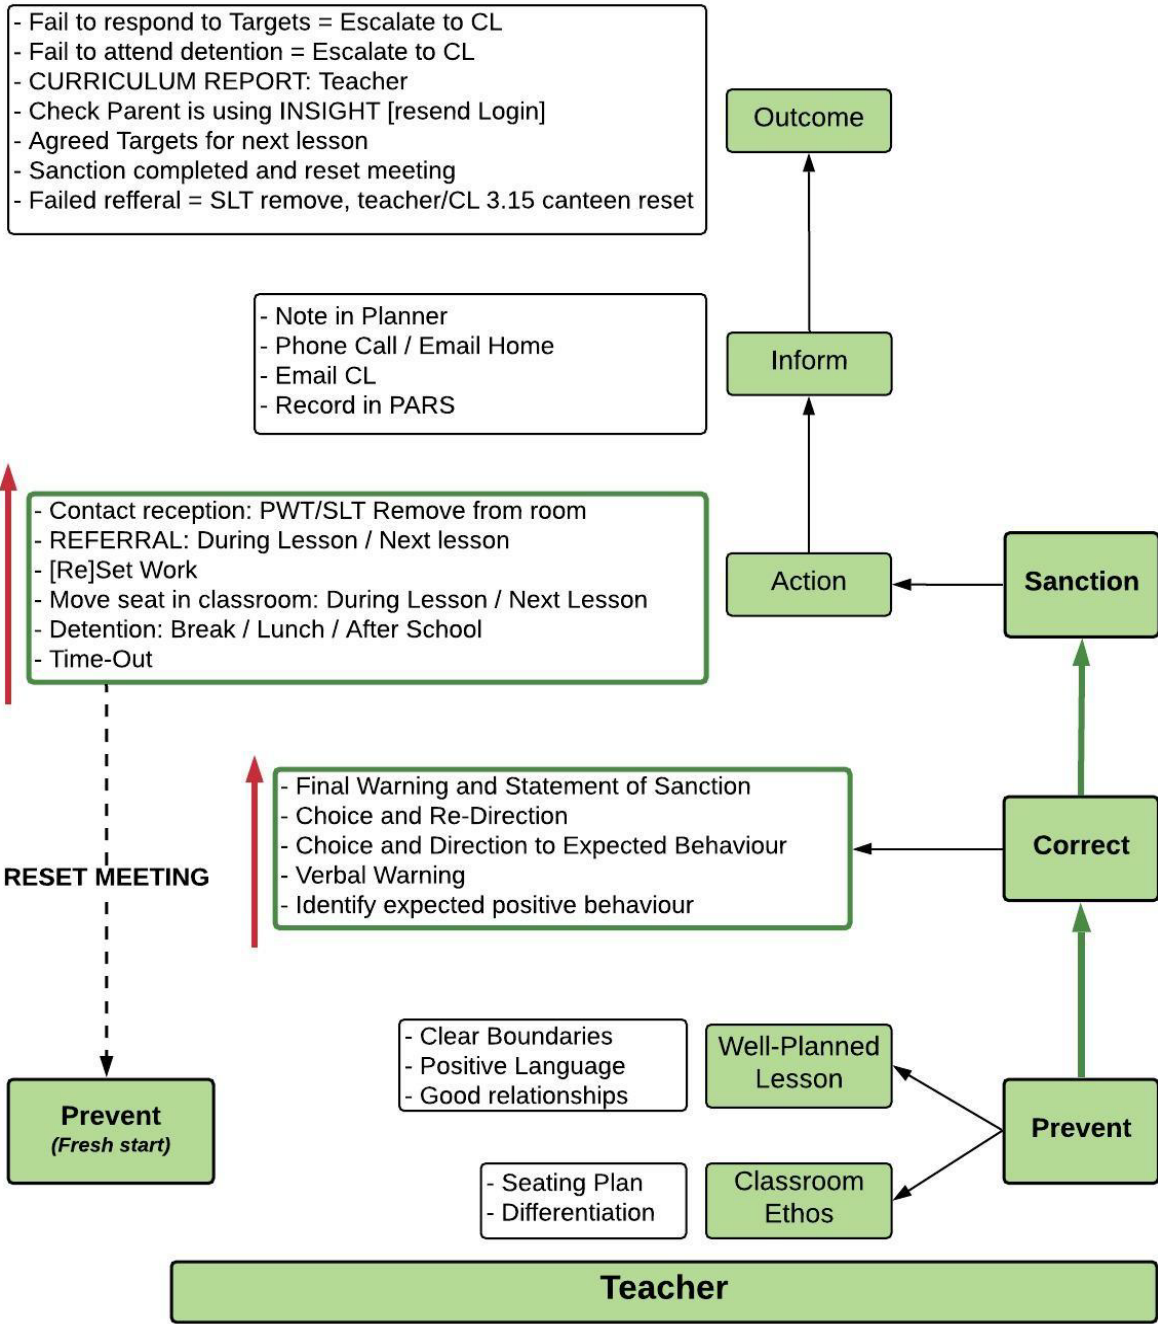 - Fail to respond to Targets = Escalate to CL
- Fail to attend detention = Escalate to CL
- CURRICULUM REPORT: Teacher
- Check Parent is using INSIGHT [resend Login]
- Agreed Targets for next lesson
- Sanction completed and reset meeting
- Failed refferal = SLT remove, teacher/CL 3.15 canteen reset
Outcome
- Note in Planner
- Phone Call / Email Home
- Email CL
- Record in PARS
Inform
- Contact reception: PWT/SLT Remove from room
- REFERRAL: During Lesson / Next lesson
- [Re]Set Work
- Move seat in classroom: During Lesson / Next Lesson
- Detention: Break / Lunch / After School
- Time-Out
Action
Sanction
- Final Warning and Statement of Sanction
- Choice and Re-Direction
- Choice and Direction to Expected Behaviour
- Verbal Warning
- Identify expected positive behaviour
Correct
RESET MEETING
- Clear Boundaries
- Positive Language
- Good relationships
Well-Planned
Lesson
Prevent
(Fresh start)
Prevent
- Seating Plan
- Differentiation
Classroom
Ethos
Teacher